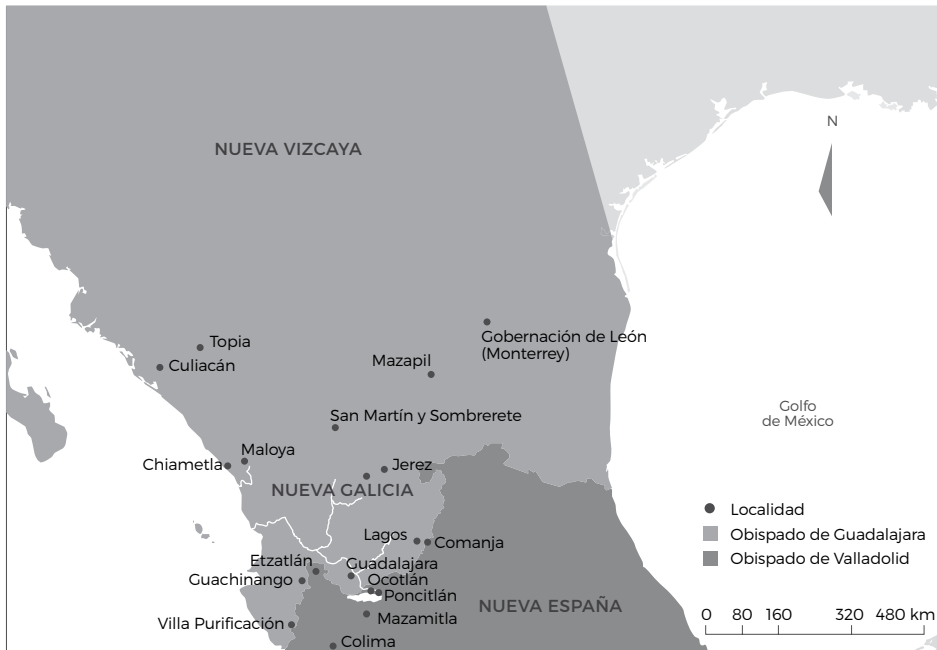 NUEVA VIZCAYA
N
Gobernación de León
(Monterrey)
Topia
Culiacán
Mazapil
Golfo
de México
San Martín y Sombrerete
Maloya
Chiametla
Jerez
NUEVA GALICIA
Localidad
Obispado de Guadalajara
Obispado de Valladolid
Lagos
Comanja
Etzatlán
Guadalajara
Guachinango
Ocotlán
Poncitlán
NUEVA ESPAÑA
Mazamitla
Villa Purificación
Colima
0 80 160 320 480 km